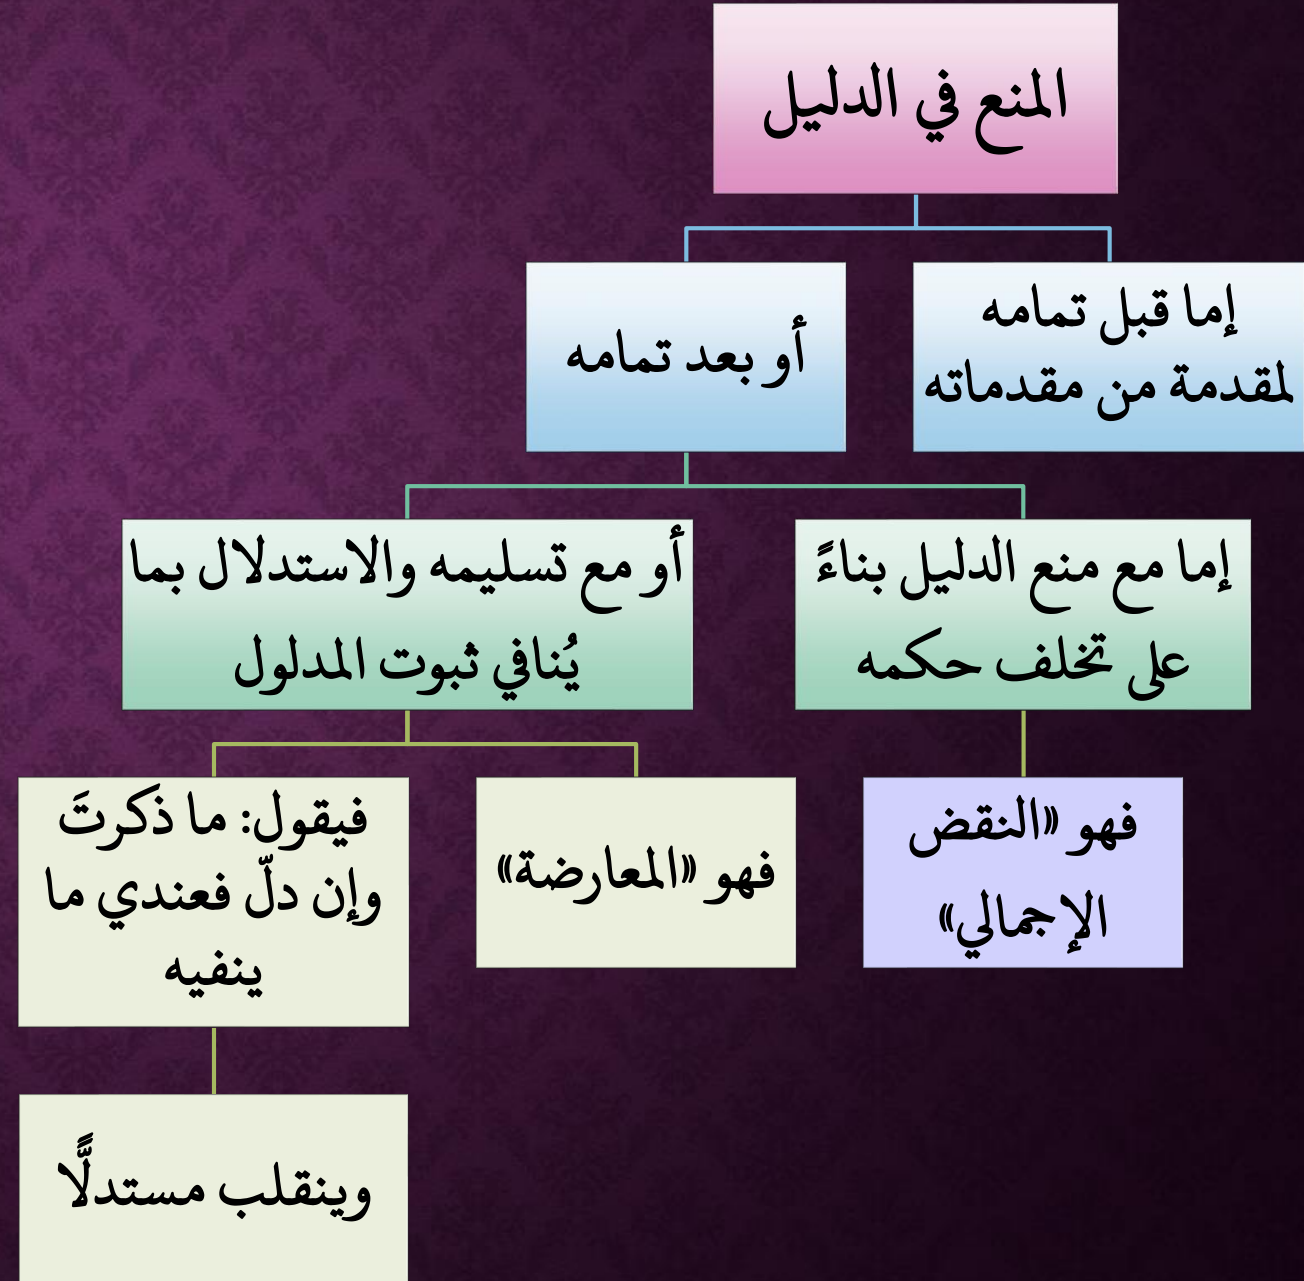 المنع في الدليل
إما قبل تمامه
لمقدمة من مقدماته
أو بعد تمامه
إما مع منع الدليل بناءً
على تخلف حكمه
أو مع تسليمه والاستدلال بما
يُنافي ثبوت المدلول
فهو «النقض
الإجمالي»
فهو «المعارضة»
فيقول: ما ذكرتَ
وإن دلّ فعندي ما
ينفيه
وينقلب مستدلًّا